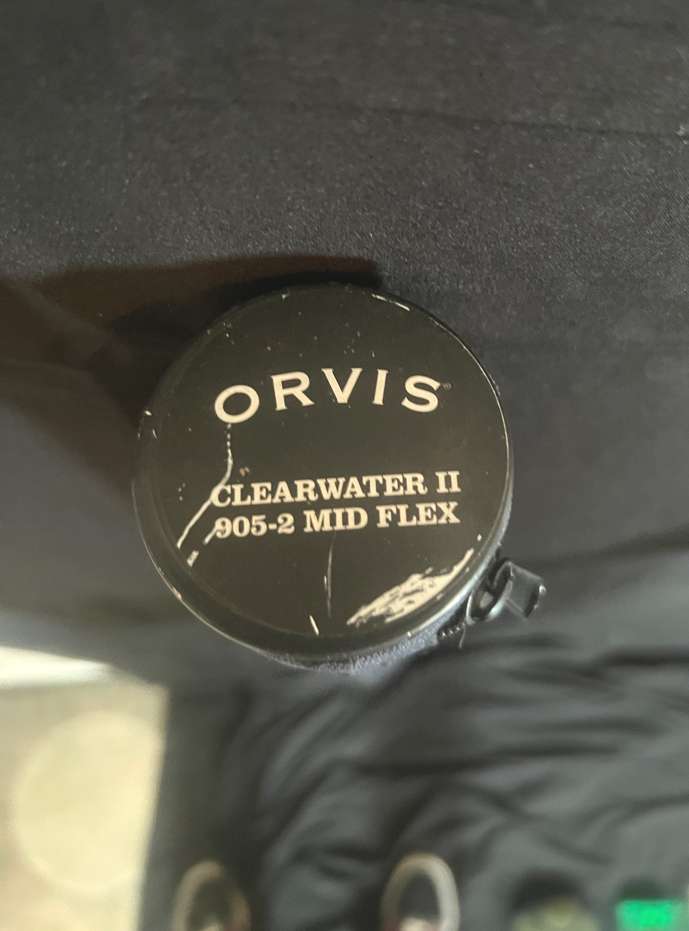 ORVIS
CLEARWATER II
905-2 MID FLEX